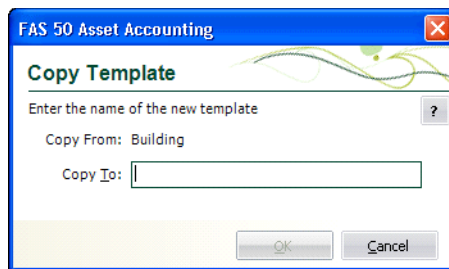 FAS 50 Asset Accounting
Copy Template
Enter the name of the new template
?
Copy From: Building
Copy To:
OK
Cancel